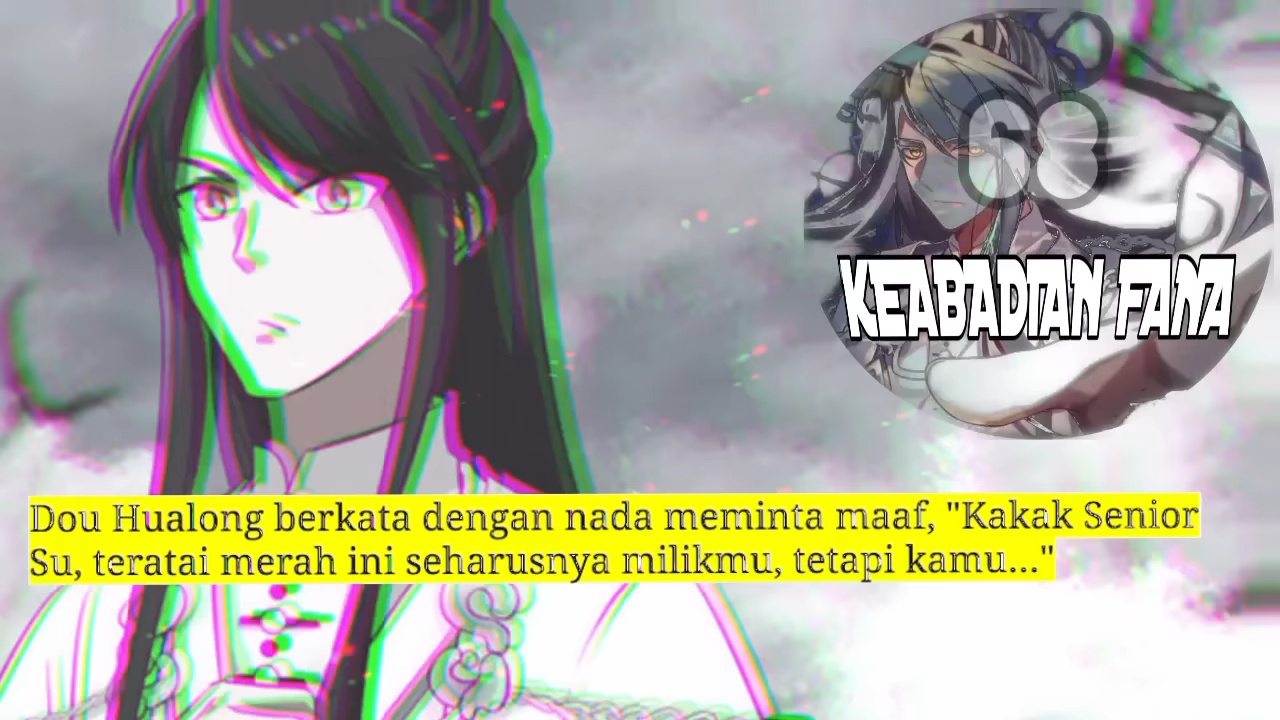 68
KEABADIAN FANA
Dou Hualong berkata dengan nada meminta maaf, "Kakak Senior
Su, teratai merah ini seharusnya milikmu, tetapi kamu..."